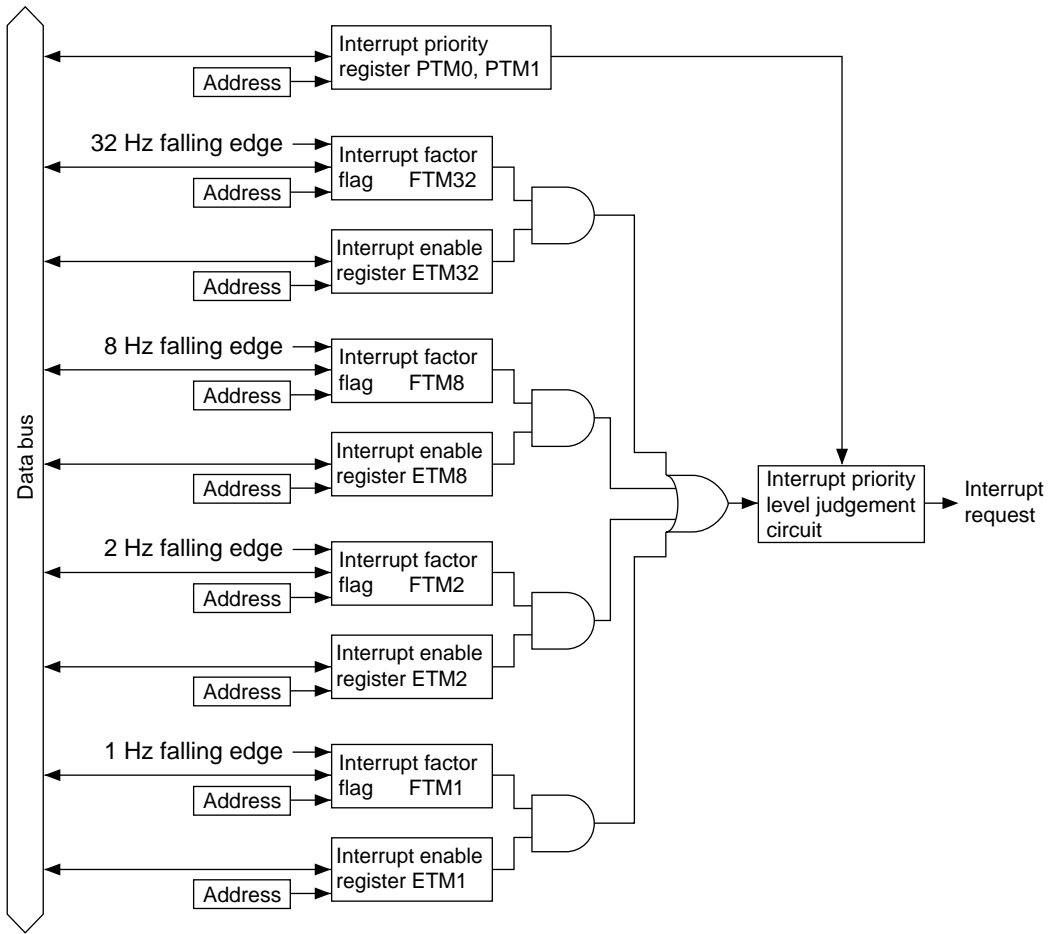 Data bus
Interrupt priority
register PTM0, PTM1
Address
32 Hz falling edge
Interrupt factor
flag FTM32
Address
Interrupt enable
register ETM32
Address
8 Hz falling edge
Interrupt factor
flag FTM8
Address
Interrupt enable
register ETM8
Address
Interrupt priority
level judgement
circuit
Interrupt
request
2 Hz falling edge
Interrupt factor
flag FTM2
Address
Interrupt enable
register ETM2
Address
1 Hz falling edge
Interrupt factor
flag FTM1
Address
Interrupt enable
register ETM1
Address